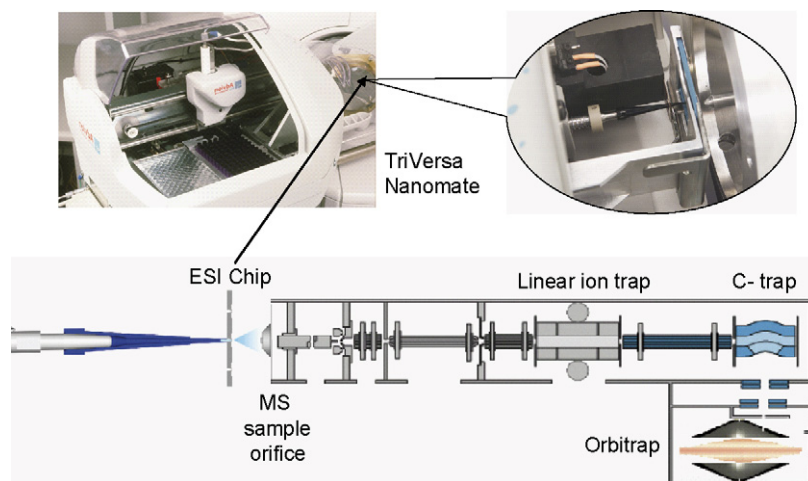 TriVersa
Nanomate
ESI Chip
Linear ion trap
C- trap
MS
sample
orifice
Orbitrap